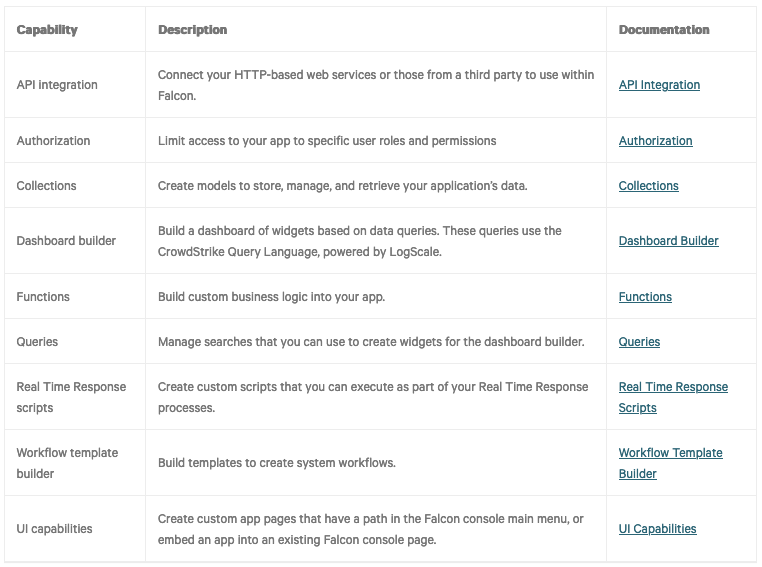 Capability Description Documentation
API integration
Connect your HTTP-based web services or those from a third party to use within
Falcon.
API Integration
Authorization
Limit access to your app to specific user roles and permissions
Authorization
Collections
Create models to store, manage, and retrieve your application's data.
Collections
Dashboard builder
Build a dashboard of widgets based on data queries. These queries use the
CrowdStrike Query Language, powered by LogScale.
Dashboard Builder
Functions
Build custom business logic into your app.
Functions
Queries
Manage searches that you can use to create widgets for the dashboard builder.
Queries
Real Time Response
scripts
Create custom scripts that you can execute as part of your Real Time Response
processes.
Real Time Response
Scripts
Workflow template
builder
Build templates to create system workflows.
Workflow Template
Builder
UI capabilities
Create custom app pages that have a path in the Falcon console main menu, or
embed an app into an existing Falcon console page.
UI Capabilities